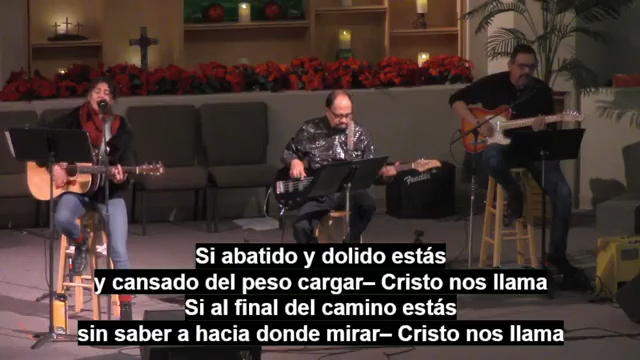 Fender
Si abatido y dolido estás
y cansado del peso cargar– Cristo nos llama
Si al final del camino estás
sin saber a hacia donde mirar– Cristo nos llama